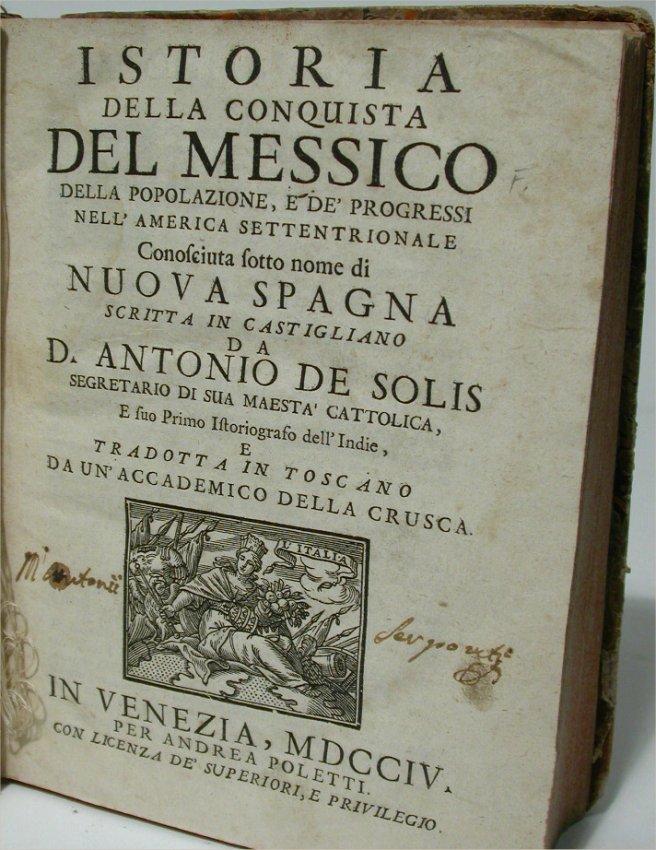 ISTORIA
DELLA CONQUISTA
DEL MESSICO
F.
DELLA POPOLAZIONE, E DE' PROGRESSI
NELL' AMERICA SETTENTRIONALE
Conoſciuta ſotto nome di
NUOVA SPAGNA
SCRITTA IN CASTIGLIANO
DA
D. ANTONIO DE SOLIS
SEGRETARIO DI SUA MAESTA' CATTOLICA,
E ſuo Primo Iſtoriografo dell'Indie,
E
TRADOTTA IN TOSCANO
DA UN' ACCADEMICO DELLA CRUSCA.
L'ITALIA
IN VENEZIA, MDCCIV.
PER ANDREA POLETTI.
CON LICENZA DE' SUPERIORI, E PRIVILEGIO.